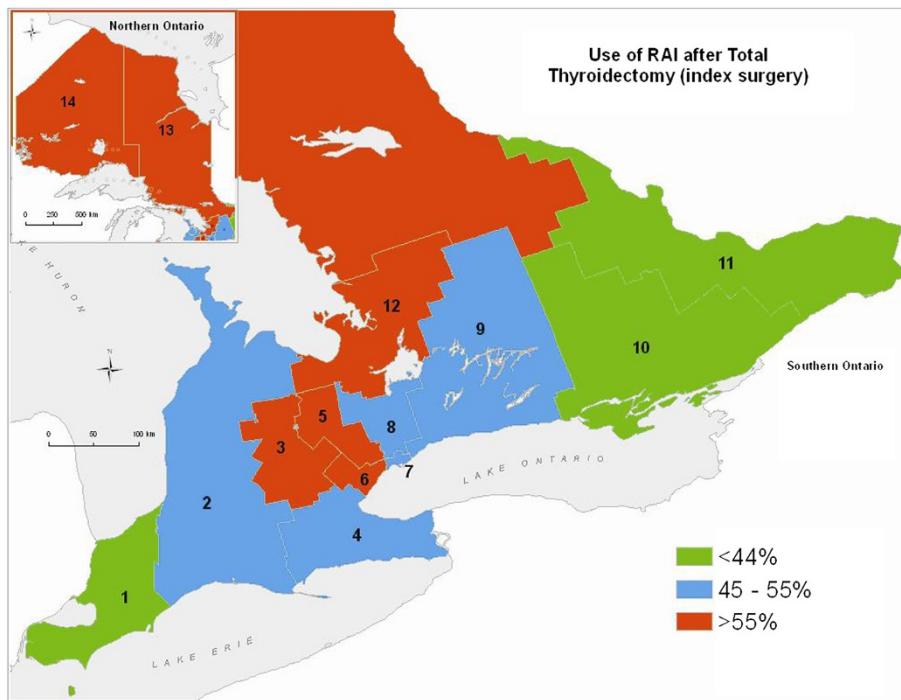 Northern Ontario
N
14
13
0 250 500 km
Use of RAI after Total
Thyroidectomy (index surgery)
KE HURON
N
0 50 100 km
12
11
9
10
Southern Ontario
5
8
3
6
7
2
4
LAKE ONTARIO
1
LAKE ERIE
<44%
45 - 55%
>55%